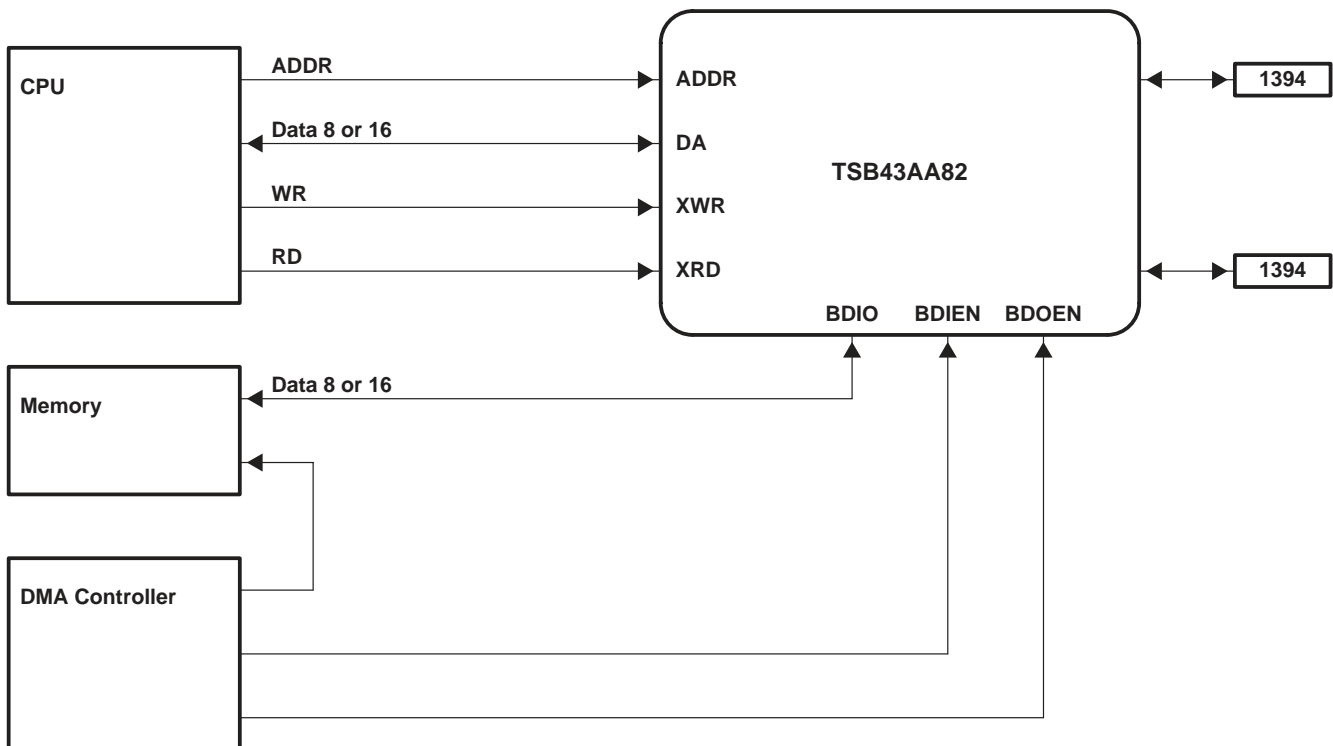 CPU
ADDR
Data 8 or 16
WR
RD
ADDR
DA
XWR
XRD
TSB43AA82
BDIO BDIEN BDOEN
1394
1394
Memory
Data 8 or 16
DMA Controller